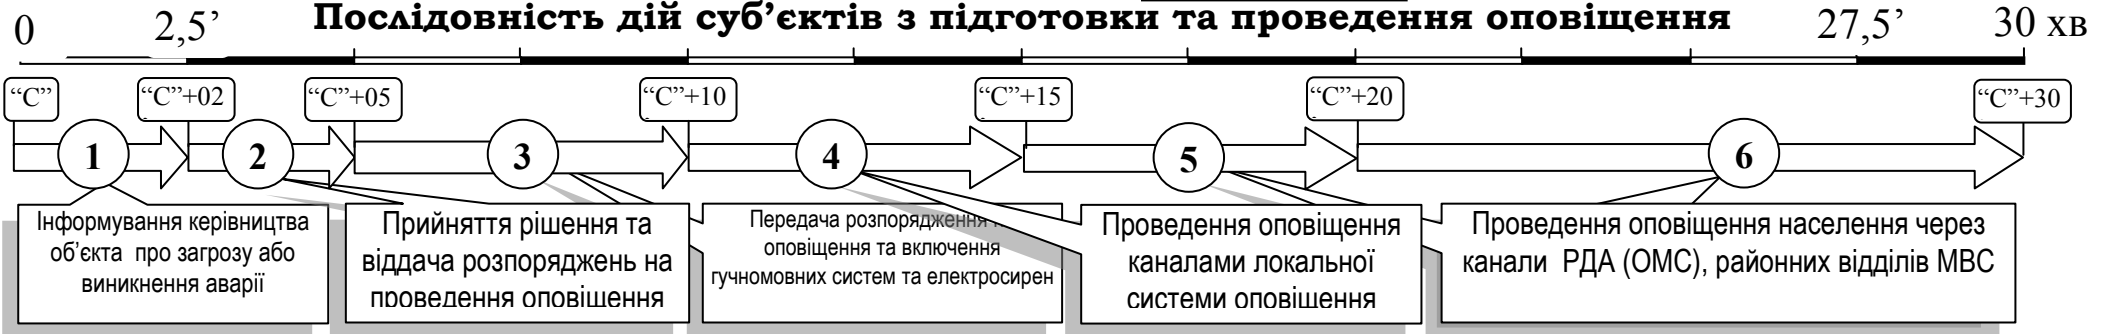 Послідовність дій суб’єктів з підготовки та проведення оповіщення
0 2,5’ 27,5’ 30 хв
“С” “С”+02 “С”+05 “С”+10 “С”+15 “С”+20 “С”+30
1 2 3 4 5 6
Інформування керівництва
об’єкта про загрозу або
виникнення аварії
Прийняття рішення та
віддача розпоряджень на
проведення оповіщення
Передача розпорядження
оповіщення та включення
гучномовних систем та електросирен
Проведення оповіщення
каналами локальної
системи оповіщення
Проведення оповіщення населення через
канали РДА (ОМС), районних відділів МВС